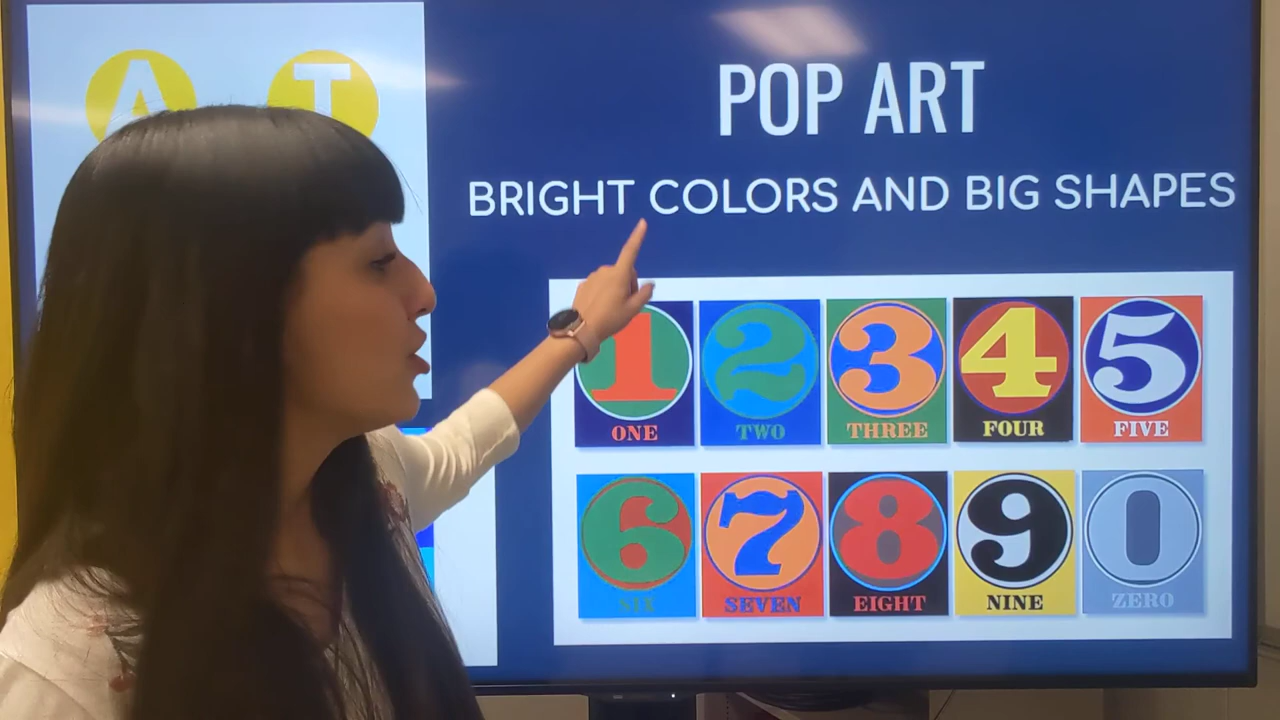 A T
POP ART
BRIGHT COLORS AND BIG SHAPES
1 2 3 4 5
ONE TWO THREE FOUR FIVE
6 7 8 9 0
SIX SEVEN EIGHT NINE ZERO